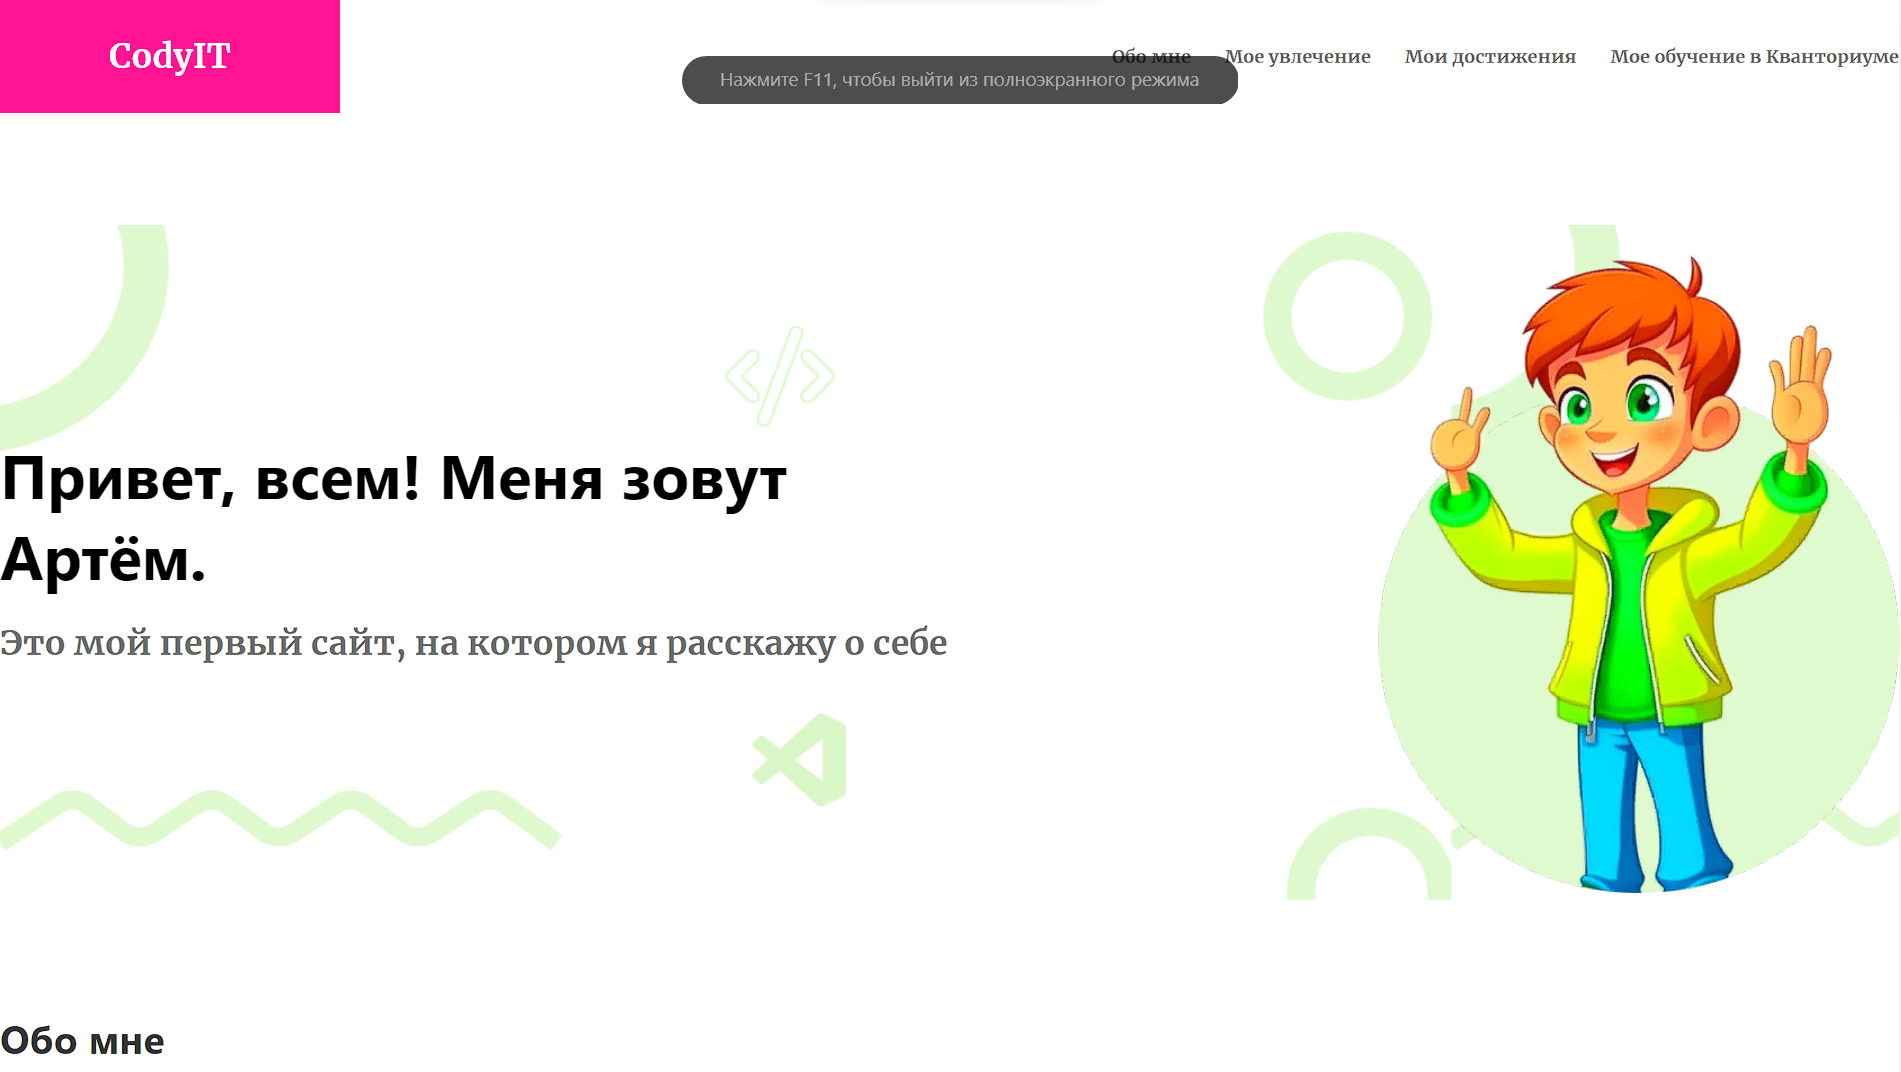 CodyIT
Обо мне Мое увлечение Мои достижения Мое обучение в Кванториуме
Нажмите F11, чтобы выйти из полноэкранного режима
Привет, всем! Меня зовут
Артём.
Это мой первый сайт, на котором я расскажу о себе
Обо мне